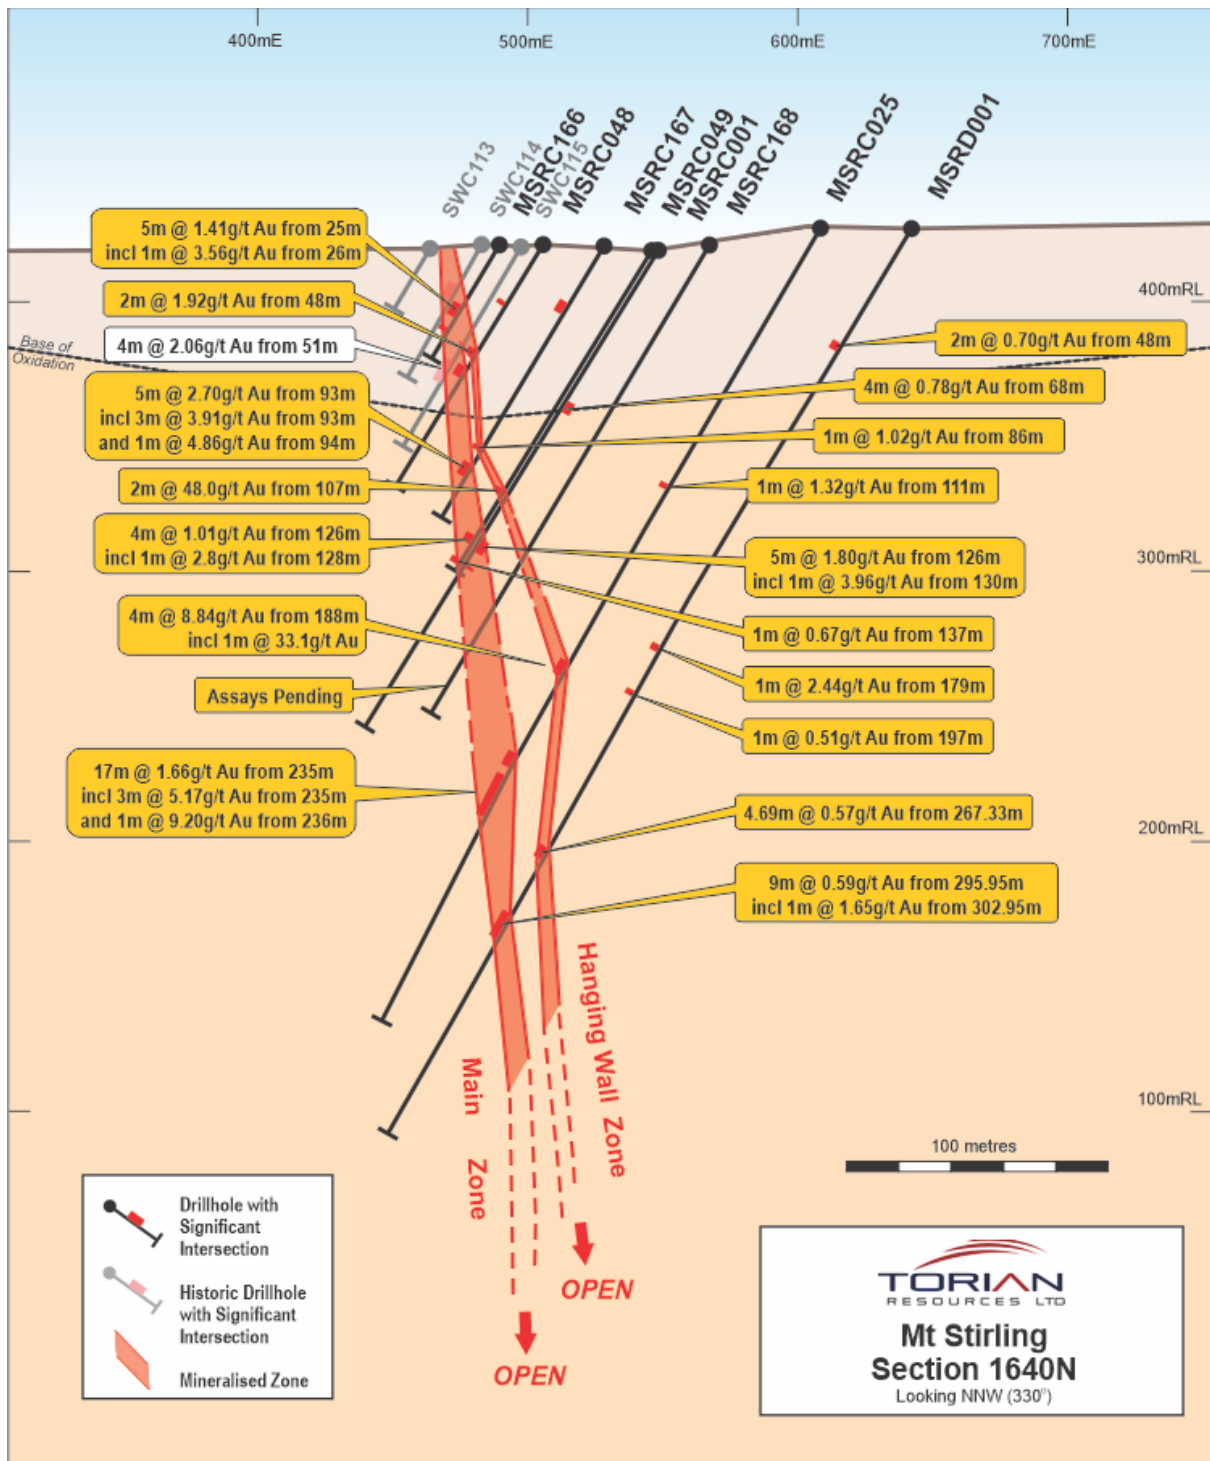 400mE
500mE
600mE
700mE
SWC113
SWC114
MSRC166
SWC115
MSRC048
MSRC167
MSRC049
MSRC001
MSRC168
MSRC025
MSRD001
5m @ 1.41g/t Au from 25m
incl 1m @ 3.56g/t Au from 26m
2m @ 1.92g/t Au from 48m
4m @ 2.06g/t Au from 51m
Base of
Oxidation
5m @ 2.70g/t Au from 93m
incl 3m @ 3.91g/t Au from 93m
and 1m @ 4.86g/t Au from 94m
2m @ 48.0g/t Au from 107m
4m @ 1.01g/t Au from 126m
incl 1m @ 2.8g/t Au from 128m
4m @ 8.84g/t Au from 188m
incl 1m @ 33.1g/t Au
Assays Pending
17m @ 1.66g/t Au from 235m
incl 3m @ 5.17g/t Au from 235m
and 1m @ 9.20g/t Au from 236m
400mRL
2m @ 0.70g/t Au from 48m
4m @ 0.78g/t Au from 68m
1m @ 1.02g/t Au from 86m
1m @ 1.32g/t Au from 111m
5m @ 1.80g/t Au from 126m
incl 1m @ 3.96g/t Au from 130m
300mRL
1m @ 0.67g/t Au from 137m
1m @ 2.44g/t Au from 179m
1m @ 0.51g/t Au from 197m
4.69m @ 0.57g/t Au from 267.33m
200mRL
9m @ 0.59g/t Au from 295.95m
incl 1m @ 1.65g/t Au from 302.95m
Main Zone
Hanging Wall Zone
100mRL
100 metres
OPEN
OPEN
Drillhole with
Significant
Intersection
Historic Drillhole
with Significant
Intersection
Mineralised Zone
TORIAN
RESOURCES LTD
Mt Stirling
Section 1640N
Looking NNW (330°)